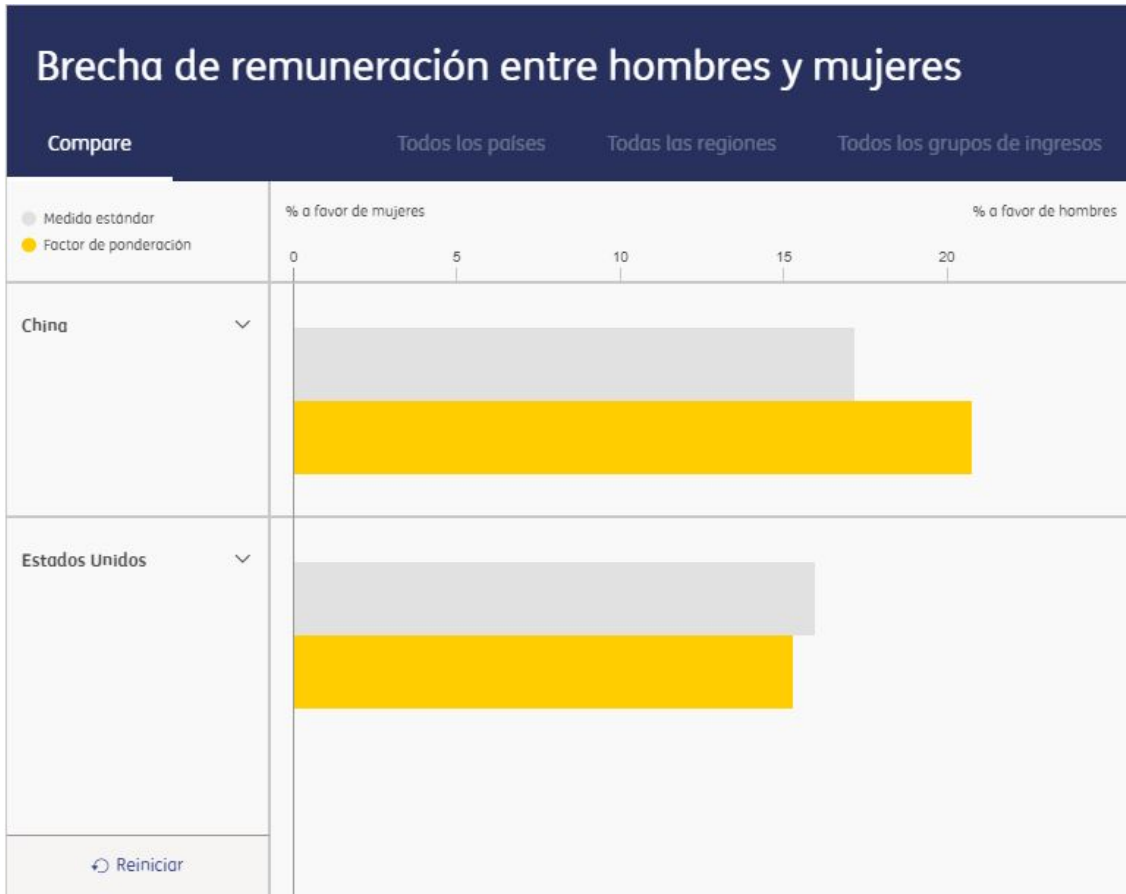 Brecha de remuneración entre hombres y mujeres
Compare Todos los países Todas las regiones Todos los grupos de ingresos
Medida estándar
Factor de ponderación
% a favor de mujeres % a favor de hombres
0 5 10 15 20
China
Estados Unidos
Reiniciar